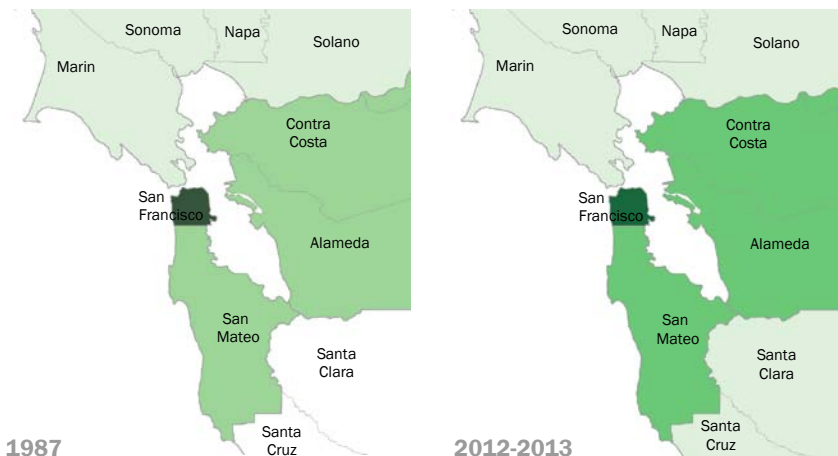 Sonoma
Napa
Solano
Marin
Contra
Costa
San
Francisco
Alameda
San
Mateo
Santa
Clara
Santa
Cruz
1987
Sonoma
Napa
Solano
Marin
Contra
Costa
San
Francisco
Alameda
San
Mateo
Santa
Clara
Santa
Cruz
2012-2013